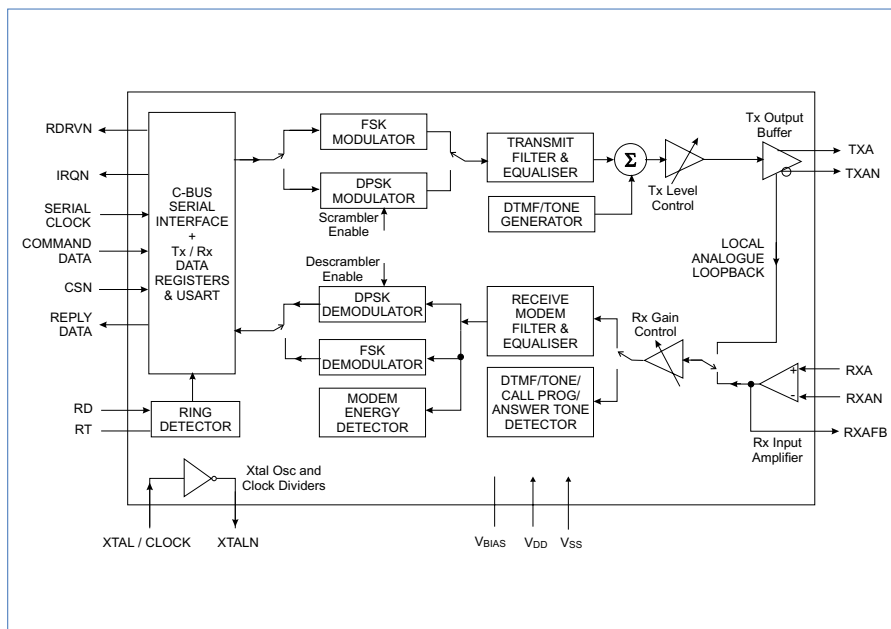 RDRVN
IRQN
SERIAL
CLOCK
COMMAND
DATA
CSN
REPLY
DATA
RD
RT
C-BUS
SERIAL
INTERFACE
+
Tx / Rx
DATA
REGISTERS
& USART
RING
DETECTOR
FSK
MODULATOR
DPSK
MODULATOR
Scrambler
Enable
Descrambler
Enable
DPSK
DEMODULATOR
FSK
DEMODULATOR
MODEM
ENERGY
DETECTOR
TRANSMIT
FILTER &
EQUALISER
DTMF/TONE
GENERATOR
Σ
Tx Level
Control
Tx Output
Buffer
TXA
TXAN
LOCAL
ANALOGUE
LOOPBACK
RECEIVE
MODEM
FILTER &
EQUALISER
Rx Gain
Control
DTMF/TONE/
CALL PROG/
ANSWER TONE
DETECTOR
+
-
RXA
RXAN
RXAFB
Rx Input
Amplifier
Xtal Osc and
Clock Dividers
XTAL / CLOCK
XTALN
VBIAS
VDD
VSS